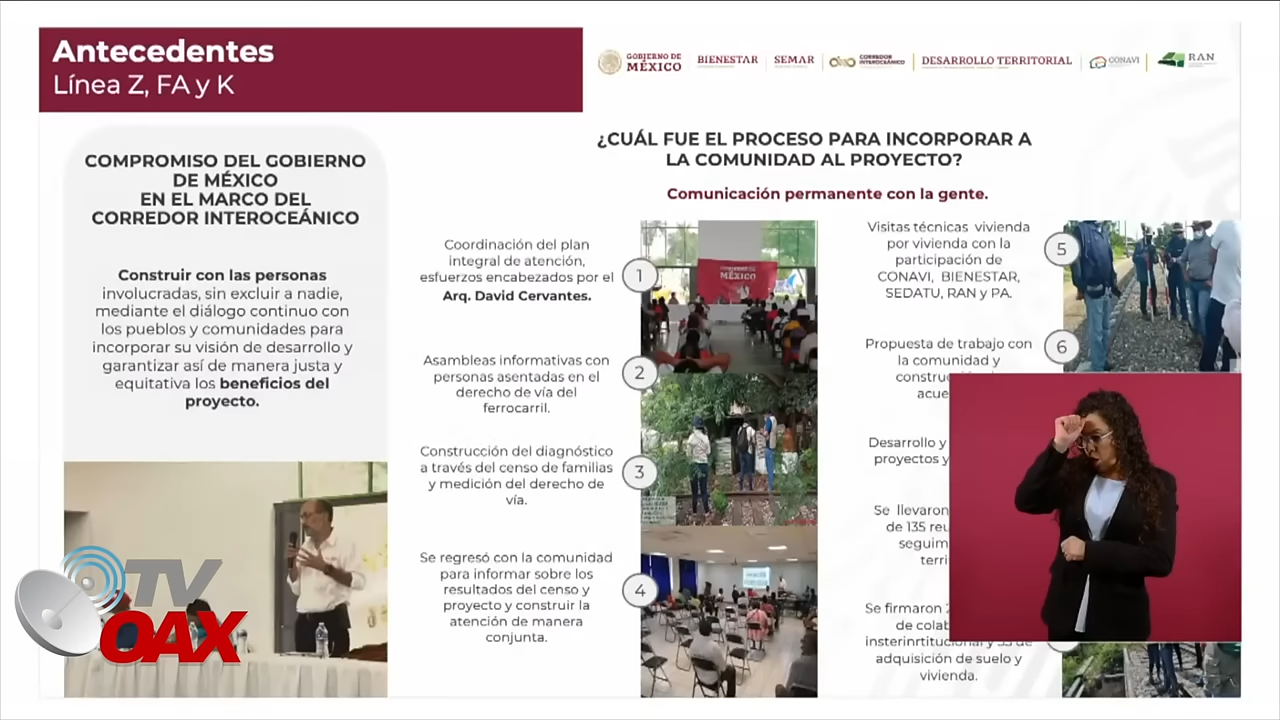 Antecedentes
Línea Z, FA y K
GOBIERNO DE
MÉXICO
BIENESTAR
SEMAR
CORREDOR
INTEROCEÁNICO
DESARROLLO TERRITORIAL
CONAVI
RAN
COMPROMISO DEL GOBIERNO
DE MÉXICO
EN EL MARCO DEL
CORREDOR INTEROCEÁNICO
Construir con las personas
involucradas, sin excluir a nadie,
mediante el diálogo continuo con
los pueblos y comunidades para
incorporar su visión de desarrollo y
garantizar así de manera justa y
equitativa los beneficios del
proyecto.
¿CUÁL FUE EL PROCESO PARA INCORPORAR A
LA COMUNIDAD AL PROYECTO?
Comunicación permanente con la gente.
Coordinación del plan
integral de atención,
esfuerzos encabezados por el
Arq. David Cervantes.
1
GOBIERNO DE
MÉXICO
Asambleas informativas con
personas asentadas en el
derecho de vía del
ferrocarril.
2
Construcción del diagnóstico
a través del censo de familias
y medición del derecho de
vía.
3
Se regresó con la comunidad
para informar sobre los
resultados del censo y
proyecto y construir la
atención de manera
conjunta.
4
Visitas técnicas vivienda
por vivienda con la
participación de
CONAVI, BIENESTAR,
SEDATU, RAN y PA.
5
Propuesta de trabajo con
la comunidad y
6
Desarrollo y
proyectos y
Se llevaron
de 135
Se firmaron
de
insterinrtitucional y
adquisición de suelo y
vivienda.
TV
OAX